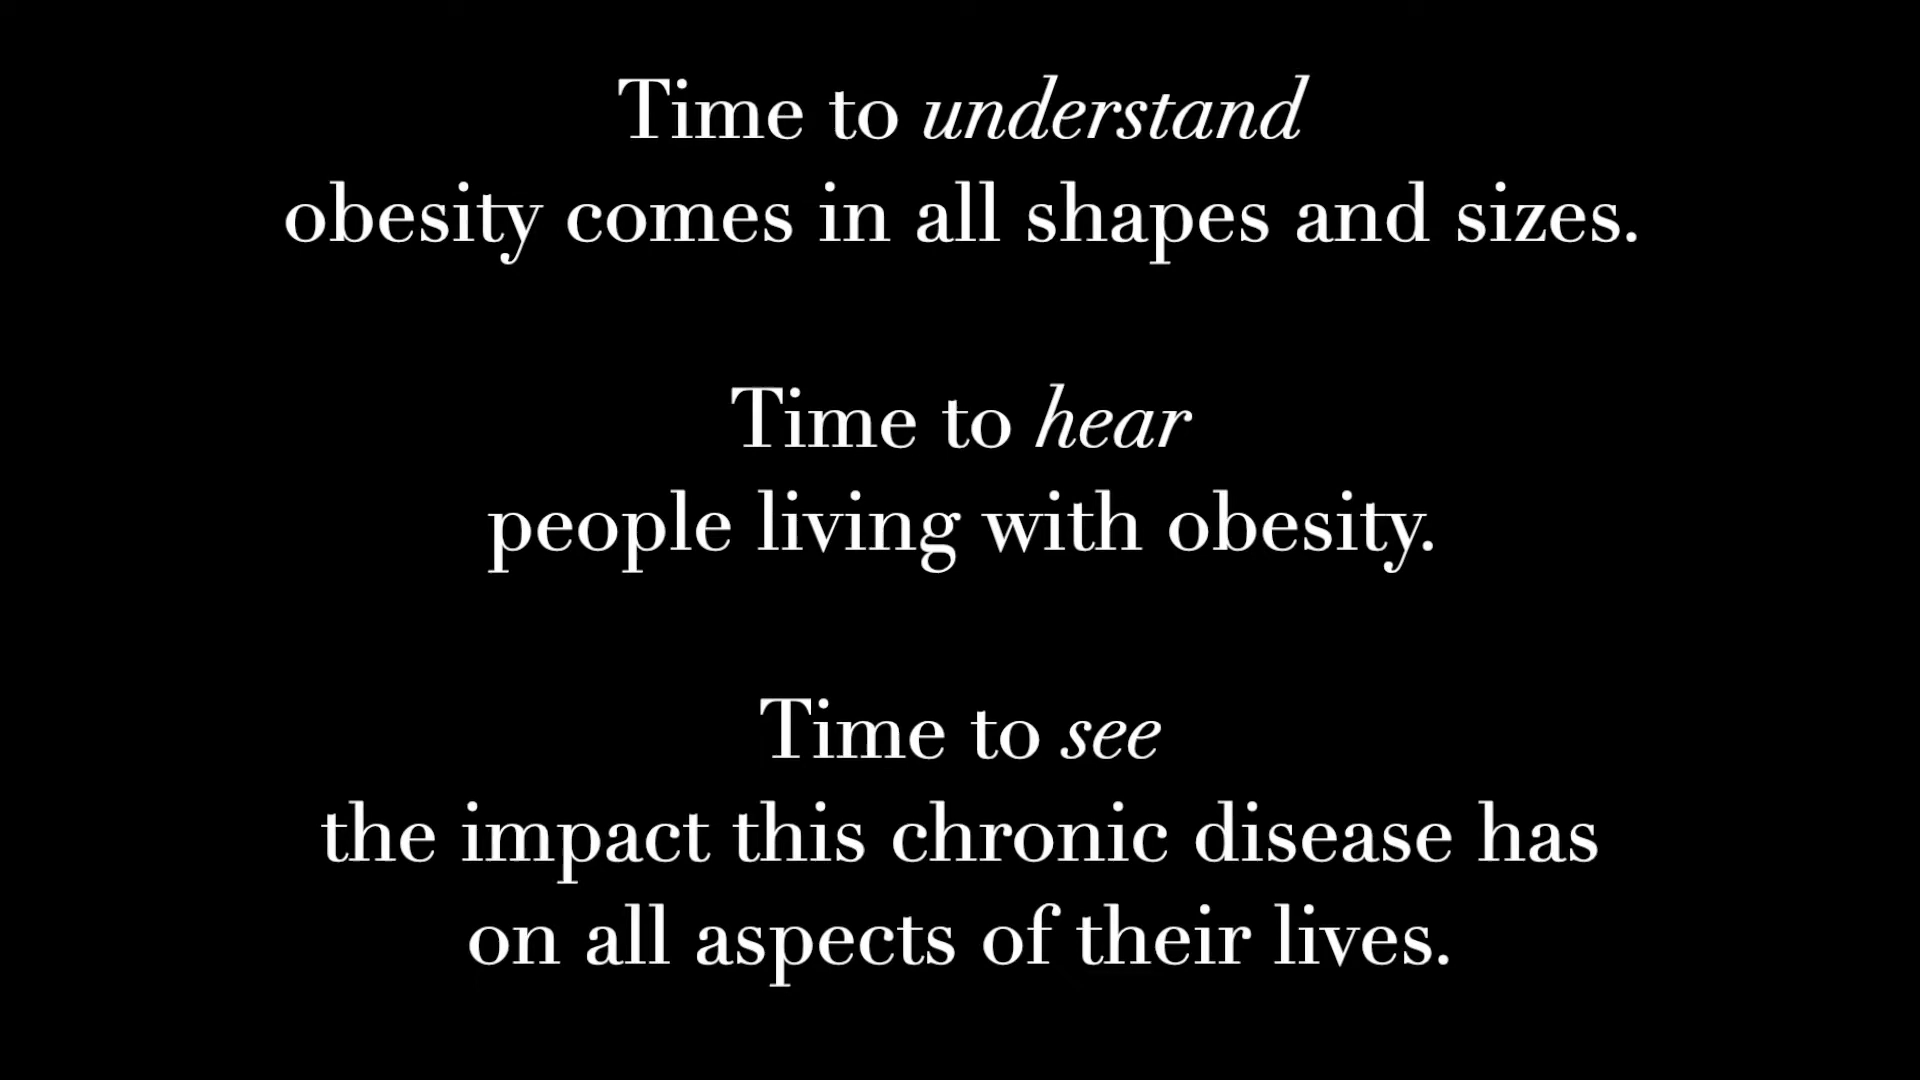 Time to understand
obesity comes in all shapes and sizes.
Time to hear
people living with obesity.
Time to see
the impact this chronic disease has
on all aspects of their lives.